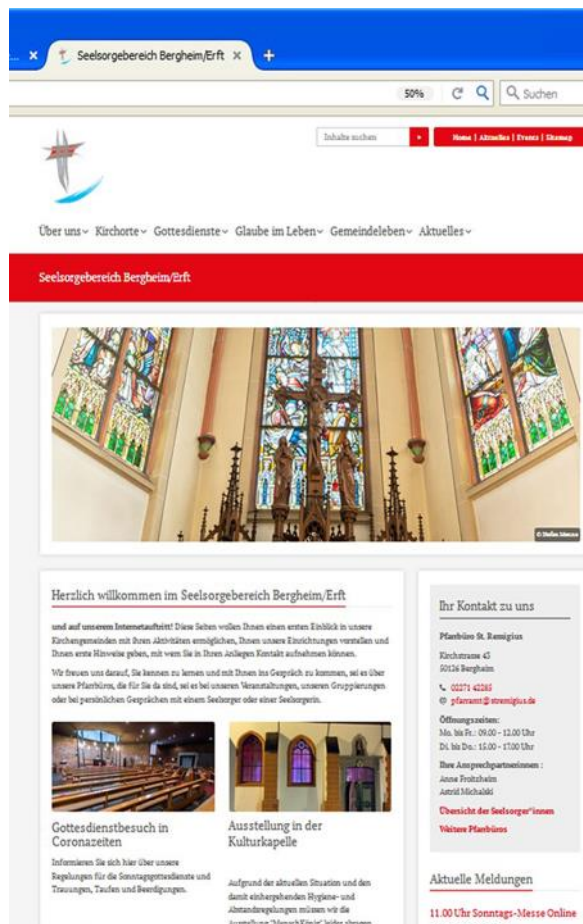 Seelsorgebereich Bergheim/Erft
50%
Suchen
Inhalte suchen
Home | Aktuelles | Events | Sitemap
Über uns Kirchorte Gottesdienste Glaube im Leben Gemeindeleben Aktuelles
Seelsorgebereich Bergheim/Erft
Herzlich willkommen im Seelsorgebereich Bergheim/Erft
und auf unserem Internetauftritt! Diese Seiten wollen Ihnen einen ersten Einblick in unsere
Kirchengemeinden mit ihren Aktivitäten ermöglichen, Ihnen unsere Einrichtungen vorstellen und
Ihnen erste Hinweise geben, mit wem Sie in Ihren Anliegen Kontakt aufnehmen können.
Wir freuen uns darauf, Sie kennen zu lernen und mit Ihnen ins Gespräch zu kommen, sei es über
unsere Pfarrbüros, die für Sie da sind, sei es bei unseren Veranstaltungen, unseren Gruppierungen
oder bei persönlichen Gesprächen mit einem Seelsorger oder einer Seelsorgerin.
Gottesdienstbesuch in
Coronazeiten
Informieren Sie sich hier über unsere
Regelungen für die Sonntagsgottesdienste und
Trauungen, Taufen und Beerdigungen.
Ausstellung in der
Kulturkapelle
Aufgrund der aktuellen Situation und den
damit einhergehenden Hygiene- und
Abstandsregelungen müssen wir die
Ihr Kontakt zu uns
Pfarrbüro St. Remigius
Kirchstrasse 43
50126 Bergheim
02271 42285
pfarramt@stremigius.de
Öffnungszeiten:
Mo. bis Fr.: 09.00 - 12.00 Uhr
Di. bis Do.: 15.00 - 17.00 Uhr
Ihre Ansprechpartnerinnen :
Anne Froitzheim
Astrid Michalski
Übersicht der Seelsorger*innen
Weitere Pfarrbüros
Aktuelle Meldungen
11.00 Uhr Sonntags-Messe Online